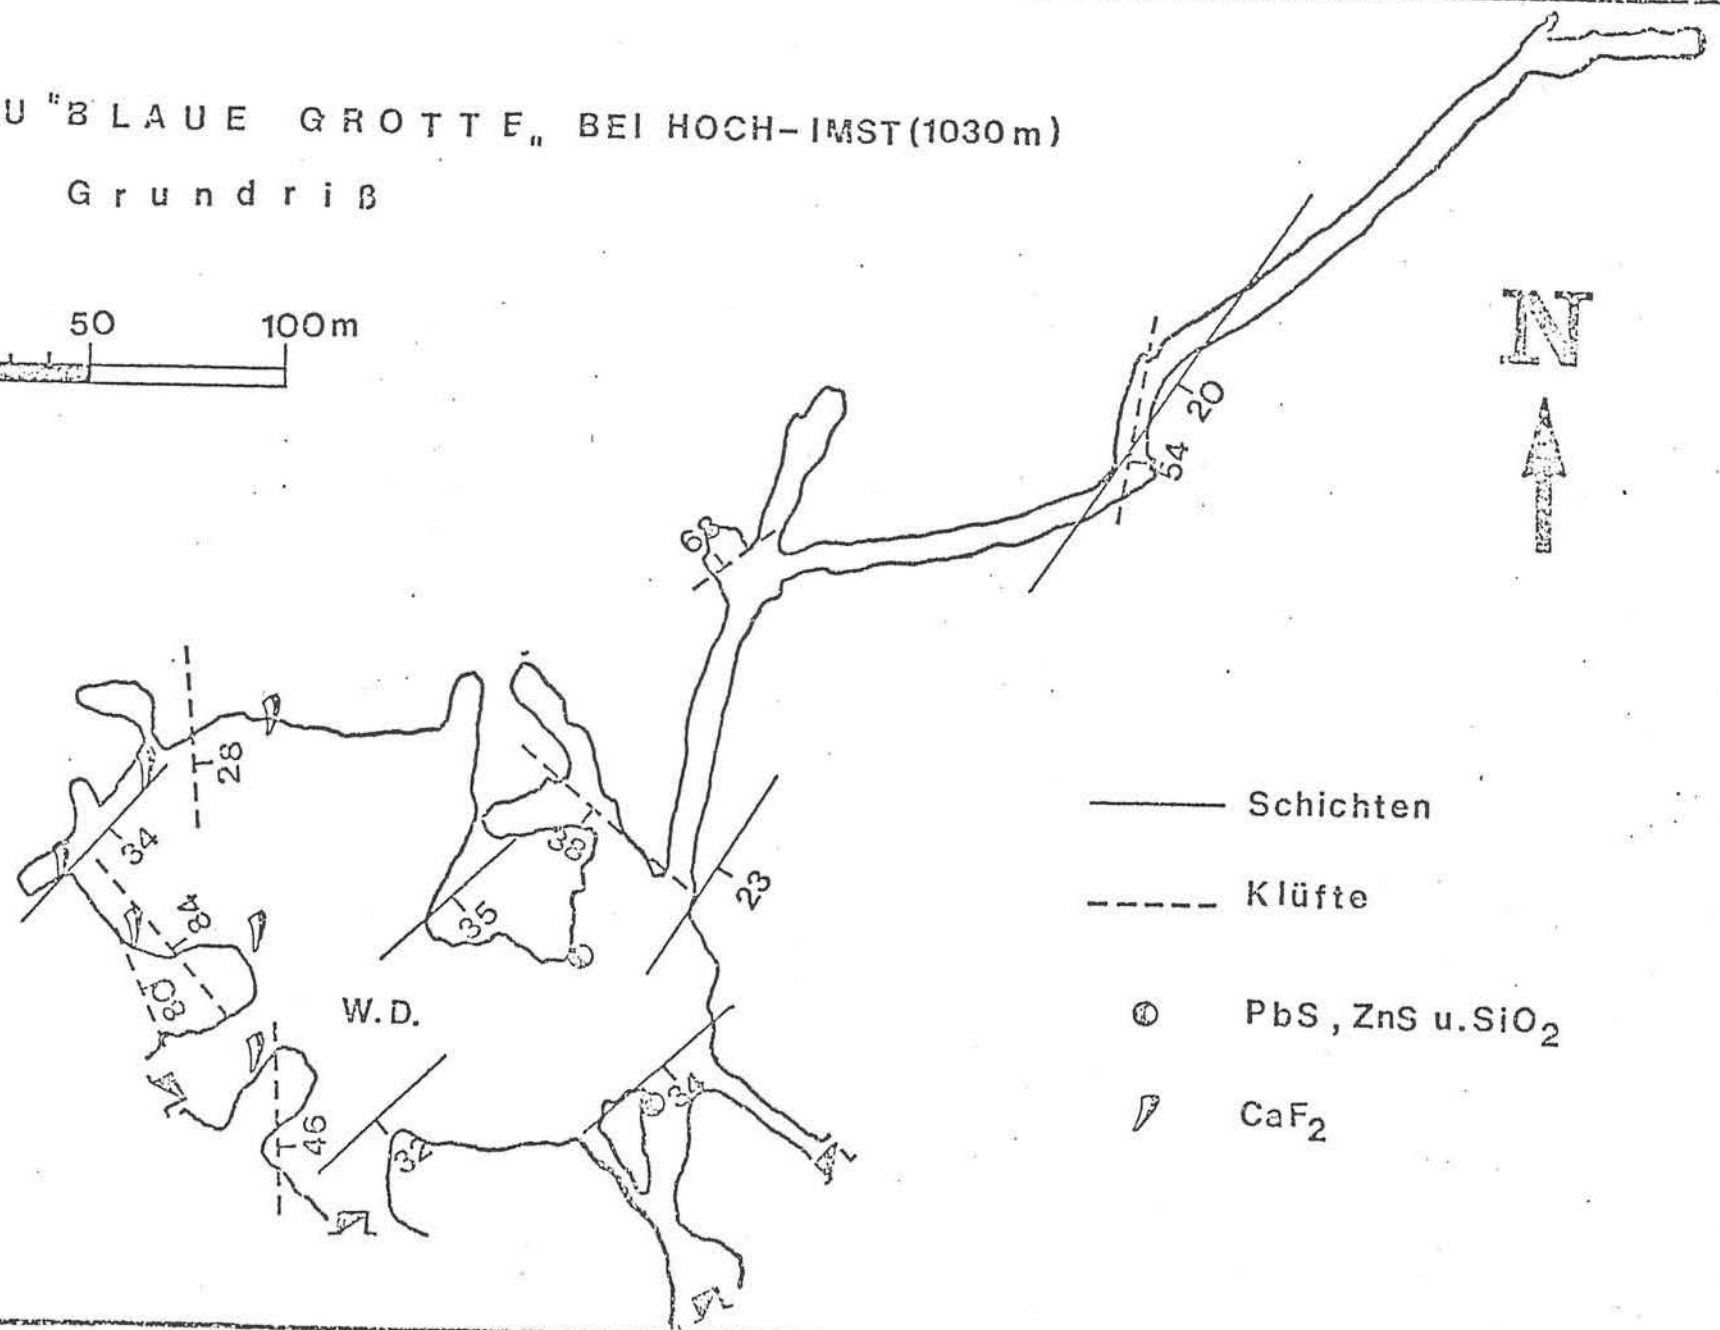 U "BLAUE GROTTE„ BEI HOCH-IMST (1030 m)
Grundriß
50 100m
N
20
54
28
34
84
80
35
23
W.D.
46
32
34
Schichten
Klüfte
PbS, ZnS u. SiO₂
CaF₂